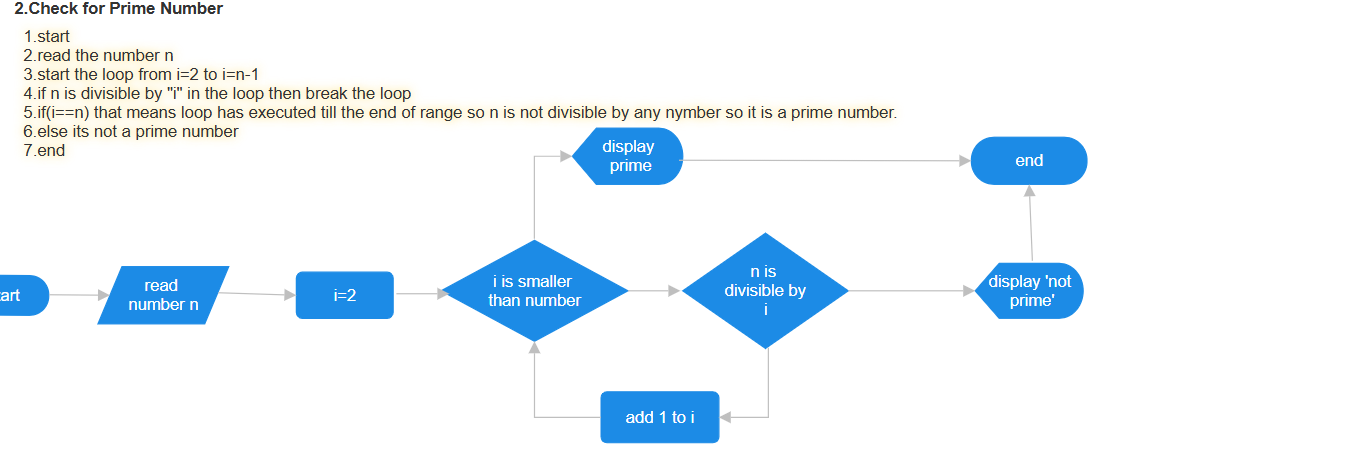 2.Check for Prime Number
1.start
2.read the number n
3.start the loop from i=2 to i=n-1
4.if n is divisible by "i" in the loop then break the loop
5.if(i==n) that means loop has executed till the end of range so n is not divisible by any nymber so it is a prime number.
6.else its not a prime number
7.end
display
prime
end
art
read
number n
i=2
i is smaller
than number
n is
divisible by
i
display 'not
prime'
add 1 to i